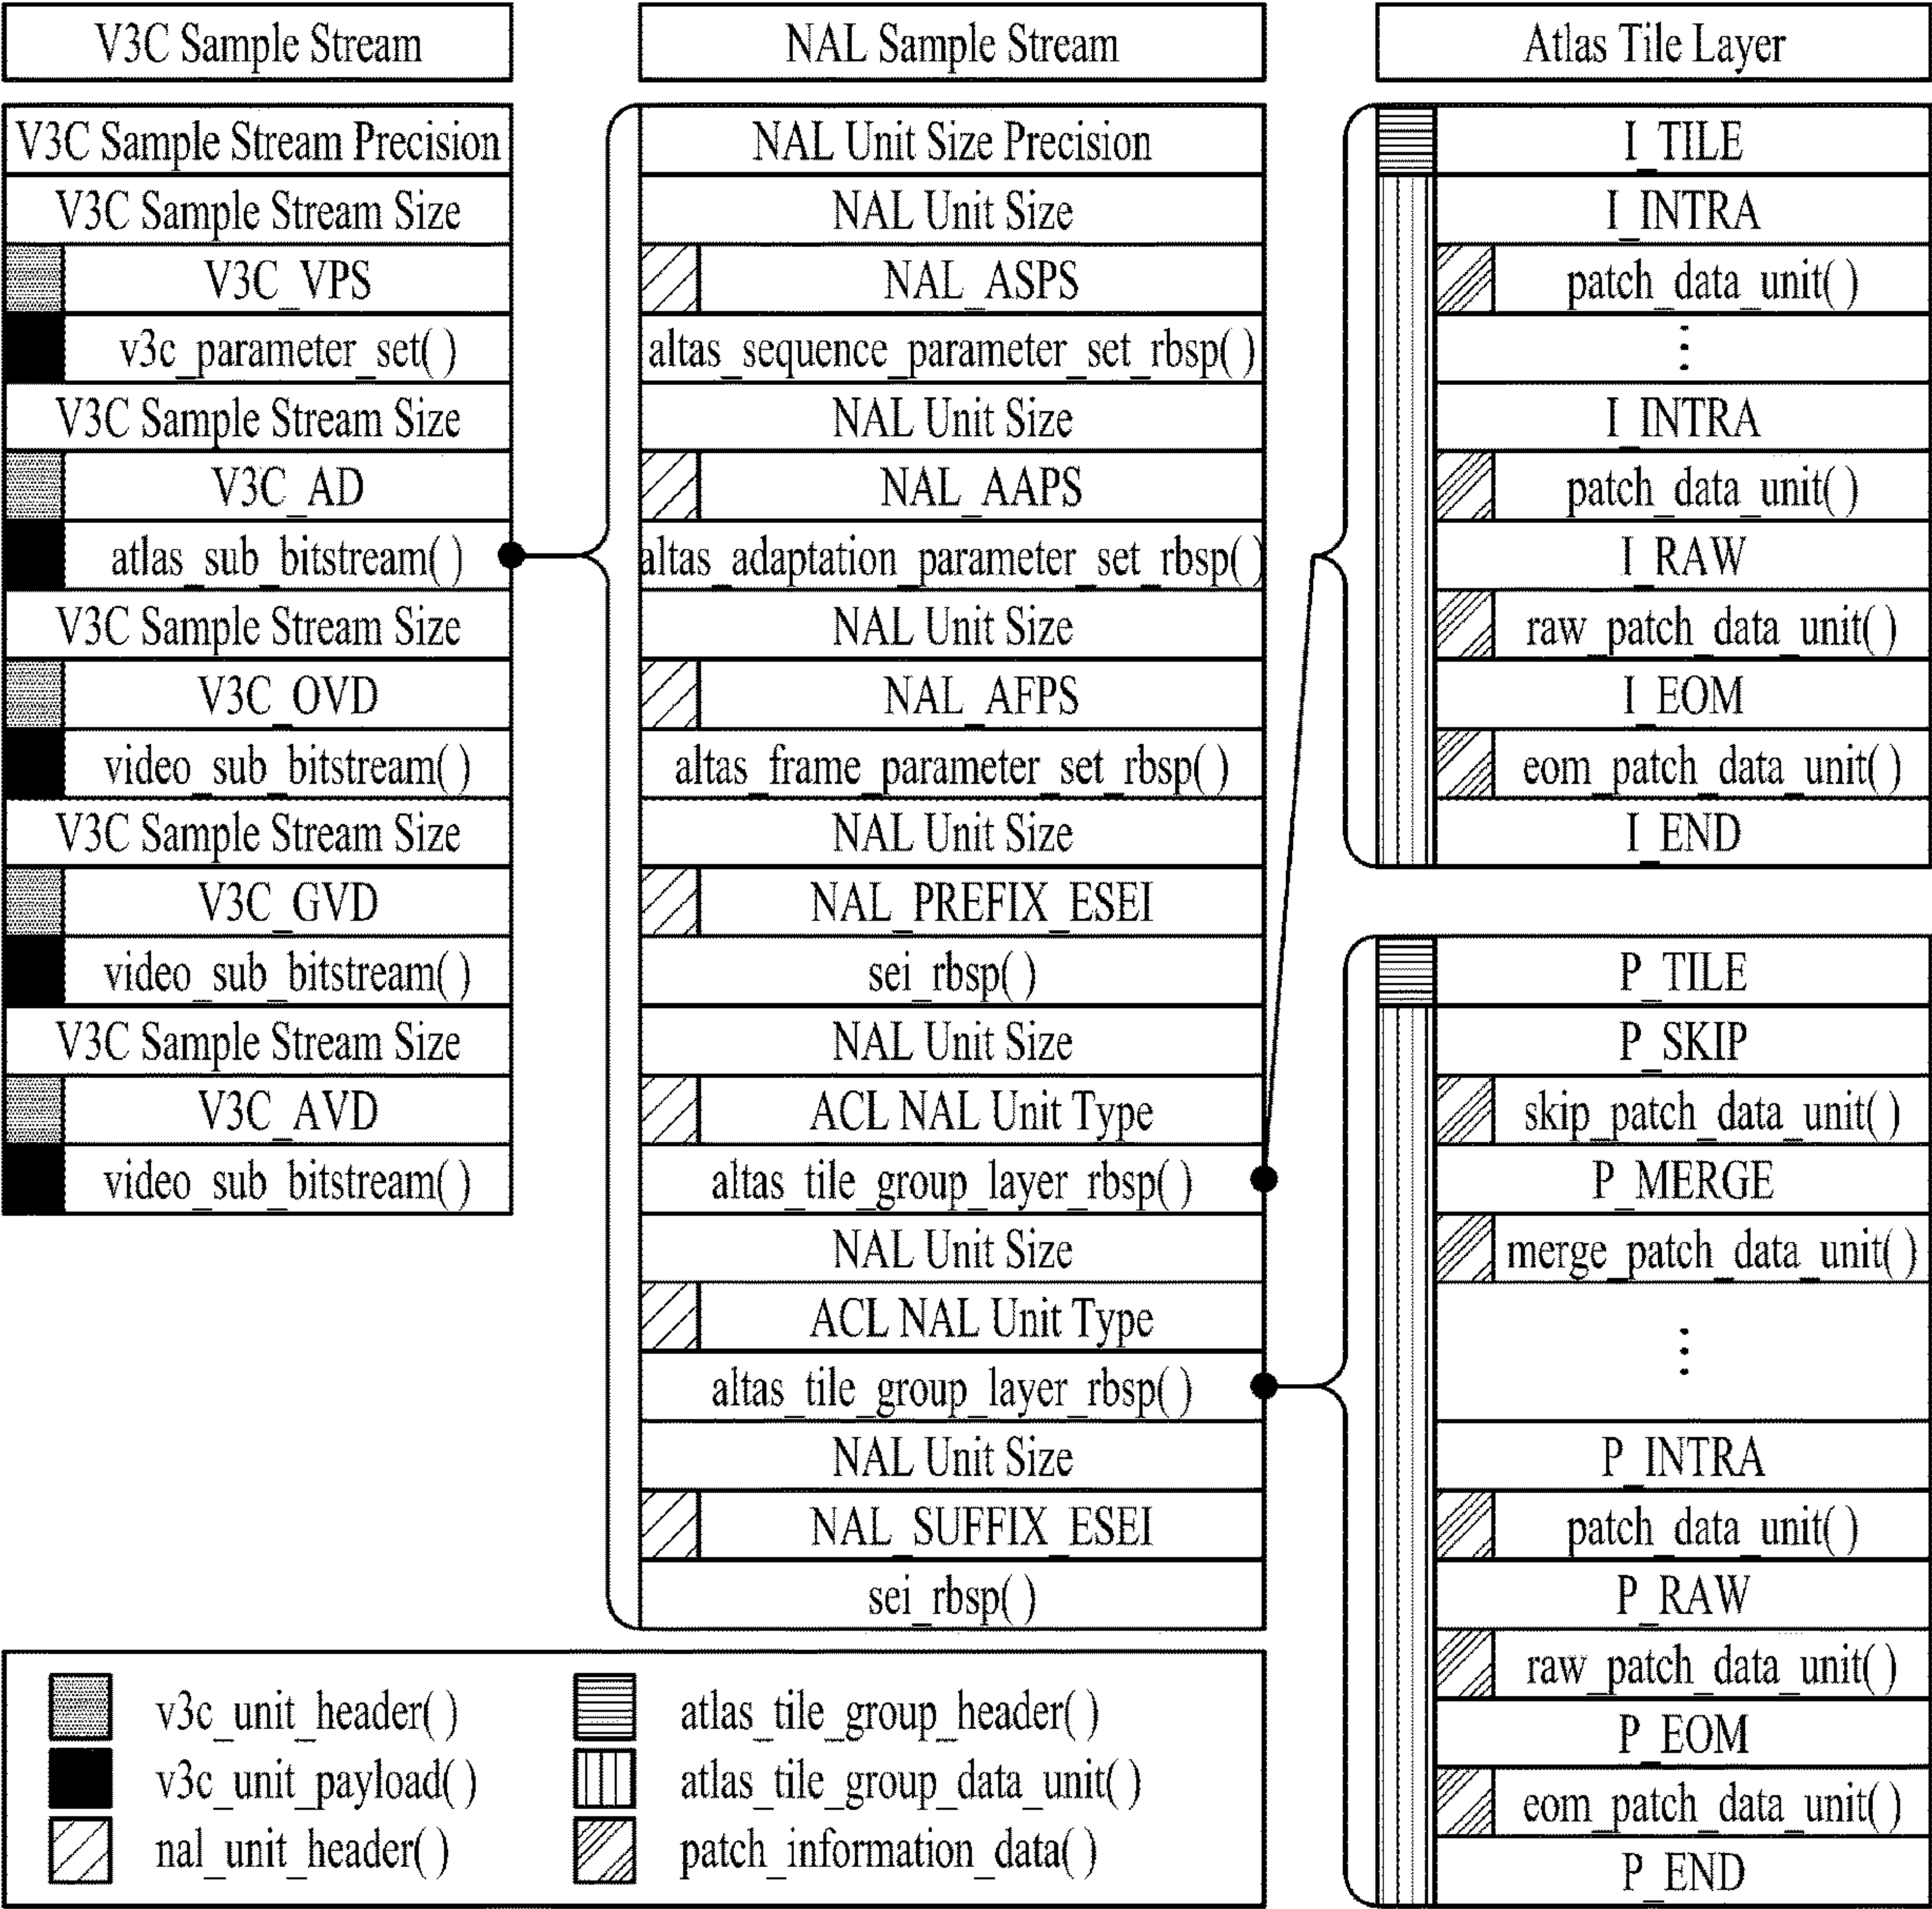 V3C Sample Stream
V3C Sample Stream Precision
V3C Sample Stream Size
V3C_VPS
v3c_parameter_set( )
V3C Sample Stream Size
V3C_AD
atlas_sub_bitstream( )
V3C Sample Stream Size
V3C_OVD
video_sub_bitstream( )
V3C Sample Stream Size
V3C_GVD
video_sub_bitstream( )
V3C Sample Stream Size
V3C_AVD
video_sub_bitstream( )
NAL Sample Stream
NAL Unit Size Precision
NAL Unit Size
NAL_ASPS
altas_sequence_parameter_set_rbsp( )
NAL Unit Size
NAL_AAPS
altas_adaptation_parameter_set_rbsp( )
NAL Unit Size
NAL_AFPS
altas_frame_parameter_set_rbsp( )
NAL Unit Size
NAL_PREFIX_ESEI
sei_rbsp( )
NAL Unit Size
ACL NAL Unit Type
altas_tile_group_layer_rbsp( )
NAL Unit Size
ACL NAL Unit Type
altas_tile_group_layer_rbsp( )
NAL Unit Size
NAL_SUFFIX_ESEI
sei_rbsp( )
Atlas Tile Layer
I_TILE
I_INTRA
patch_data_unit( )
⋮
I_INTRA
patch_data_unit( )
I_RAW
raw_patch_data_unit( )
I_EOM
eom_patch_data_unit( )
I_END
P_TILE
P_SKIP
skip_patch_data_unit( )
P_MERGE
merge_patch_data_unit( )
⋮
P_INTRA
patch_data_unit( )
P_RAW
raw_patch_data_unit( )
P_EOM
eom_patch_data_unit( )
P_END
v3c_unit_header( )
v3c_unit_payload( )
nal_unit_header( )
atlas_tile_group_header( )
atlas_tile_group_data_unit( )
patch_information_data( )